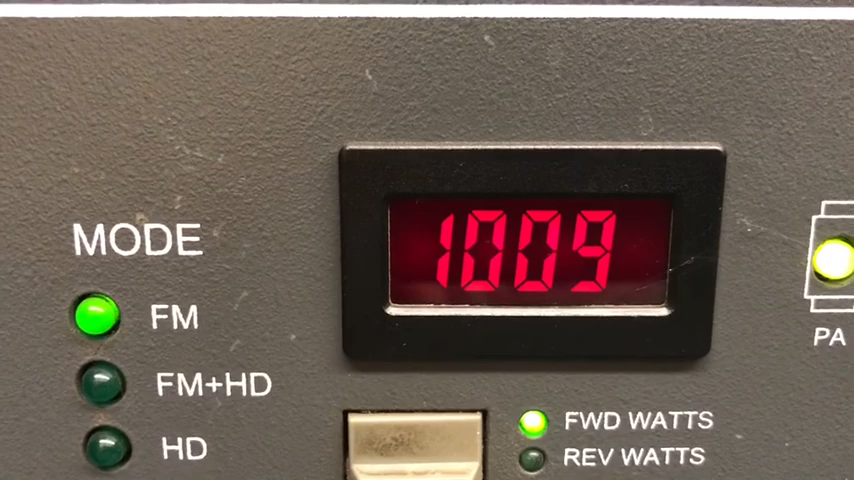 1009
MODE
FM
FM+HD
HD
PA
FWD WATTS
REV WATTS